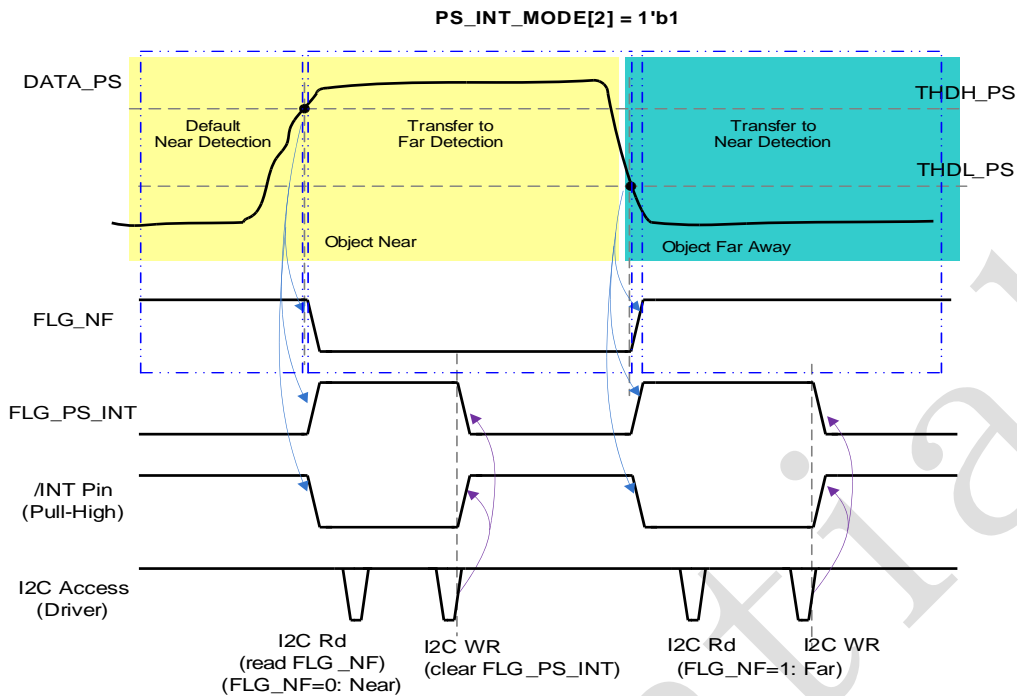 PS_INT_MODE[2] = 1'b1
DATA_PS
THDH_PS
Default
Near Detection
Transfer to
Far Detection
Transfer to
Near Detection
THDL_PS
Object Near
Object Far Away
FLG_NF
FLG_PS_INT
/INT Pin
(Pull-High)
I2C Access
(Driver)
I2C Rd
(read FLG_NF)
(FLG_NF=0: Near)
I2C WR
(clear FLG_PS_INT)
I2C Rd
(FLG_NF=1: Far)
I2C WR